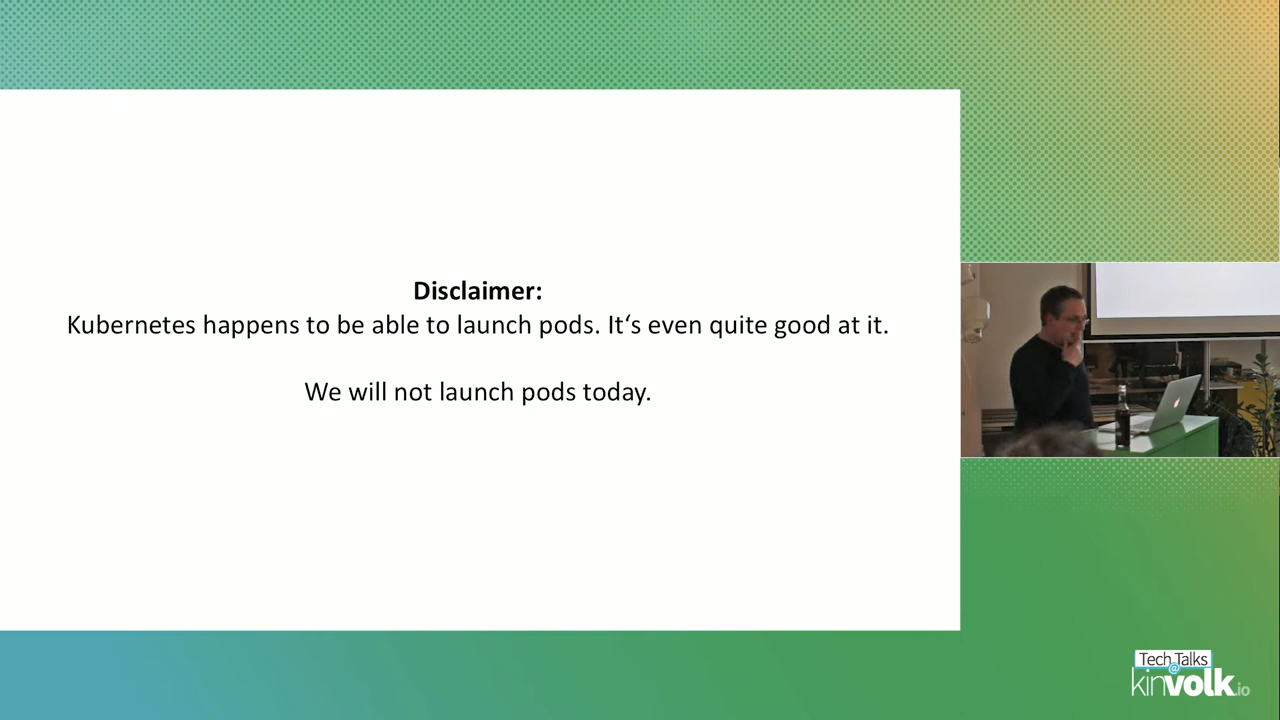 Disclaimer:
Kubernetes happens to be able to launch pods. It‘s even quite good at it.
We will not launch pods today.
Tech Talks
@
kinvolk.io